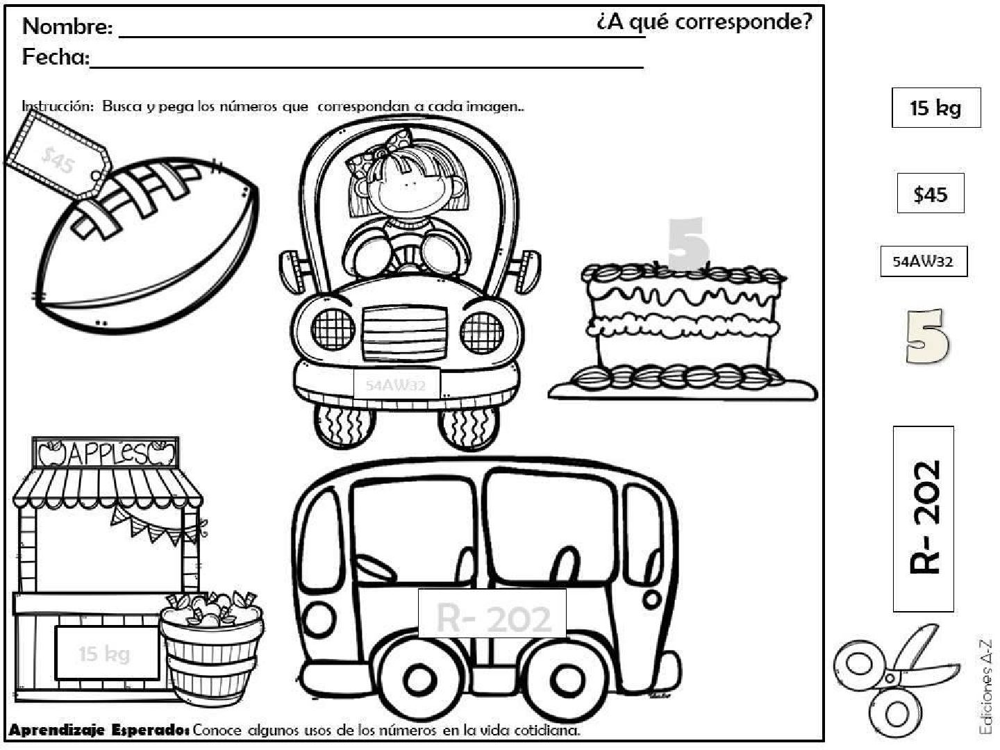 Nombre:
¿A qué corresponde?
Fecha:
Instrucción: Busca y pega los números que correspondan a cada imagen..
$45
54AW32
5
APPLES
15 kg
R- 202
Aprendizaje Esperado: Conoce algunos usos de los números en la vida cotidiana.
15 kg
$45
54AW32
5
R- 202
Ediciones A-Z